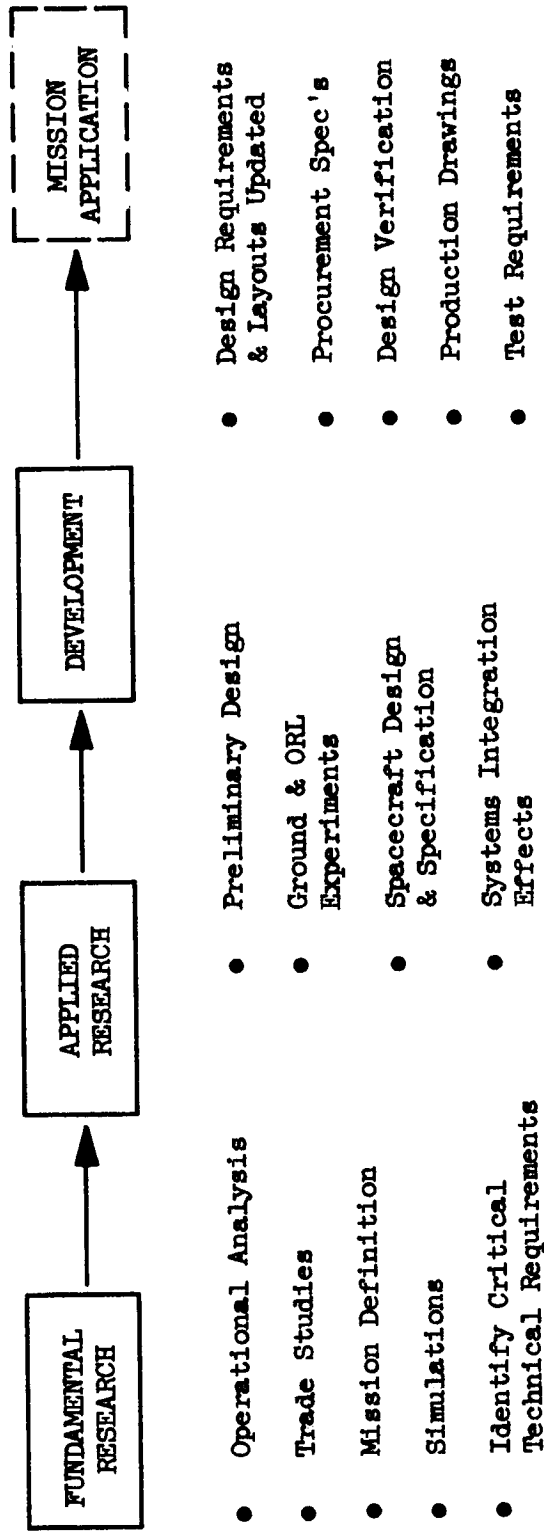 FUNDAMENTAL
RESEARCH
APPLIED
RESEARCH
DEVELOPMENT
MISSION
APPLICATION
● Operational Analysis
● Trade Studies
● Mission Definition
● Simulations
● Identify Critical
Technical Requirements
● Preliminary Design
● Ground & ORL
Experiments
● Spacecraft Design
& Specification
● Systems Integration
Effects
● Design Requirements
& Layouts Updated
● Procurement Spec's
● Design Verification
● Production Drawings
● Test Requirements